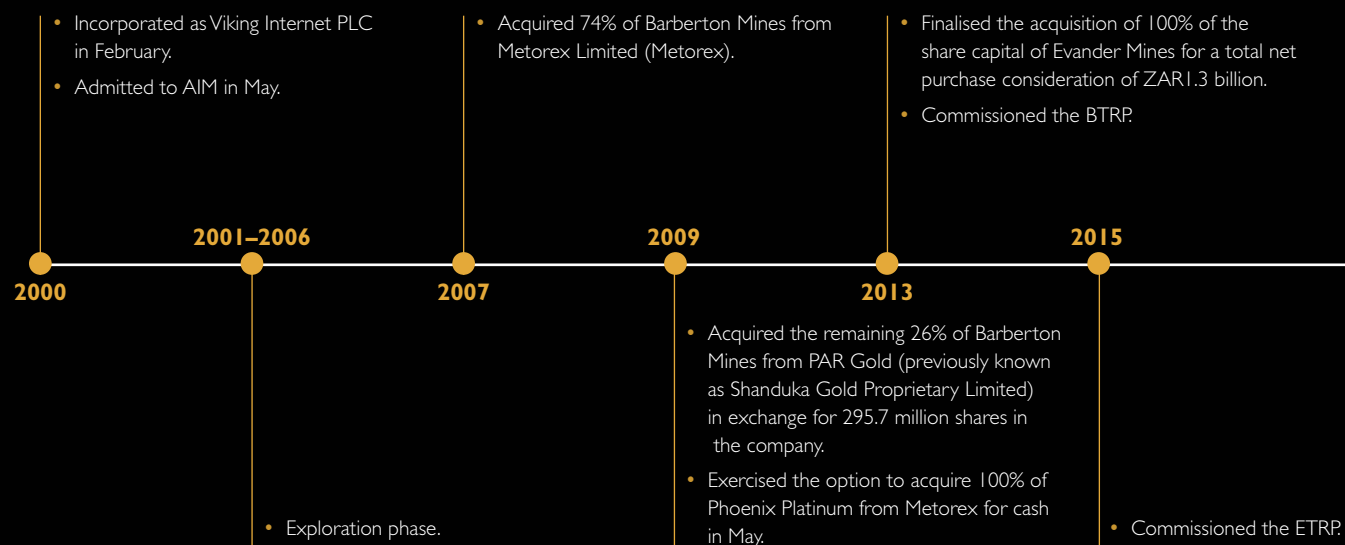 • Incorporated as Viking Internet PLC
in February.
• Admitted to AIM in May.
2000
2001–2006
• Exploration phase.
• Acquired 74% of Barberton Mines from
Metorex Limited (Metorex).
2007
2009
• Acquired the remaining 26% of Barberton
Mines from PAR Gold (previously known
as Shanduka Gold Proprietary Limited)
in exchange for 295.7 million shares in
the company.
• Exercised the option to acquire 100% of
Phoenix Platinum from Metorex for cash
in May.
• Finalised the acquisition of 100% of the
share capital of Evander Mines for a total net
purchase consideration of ZAR1.3 billion.
• Commissioned the BTRP.
2013
2015
• Commissioned the ETRP.